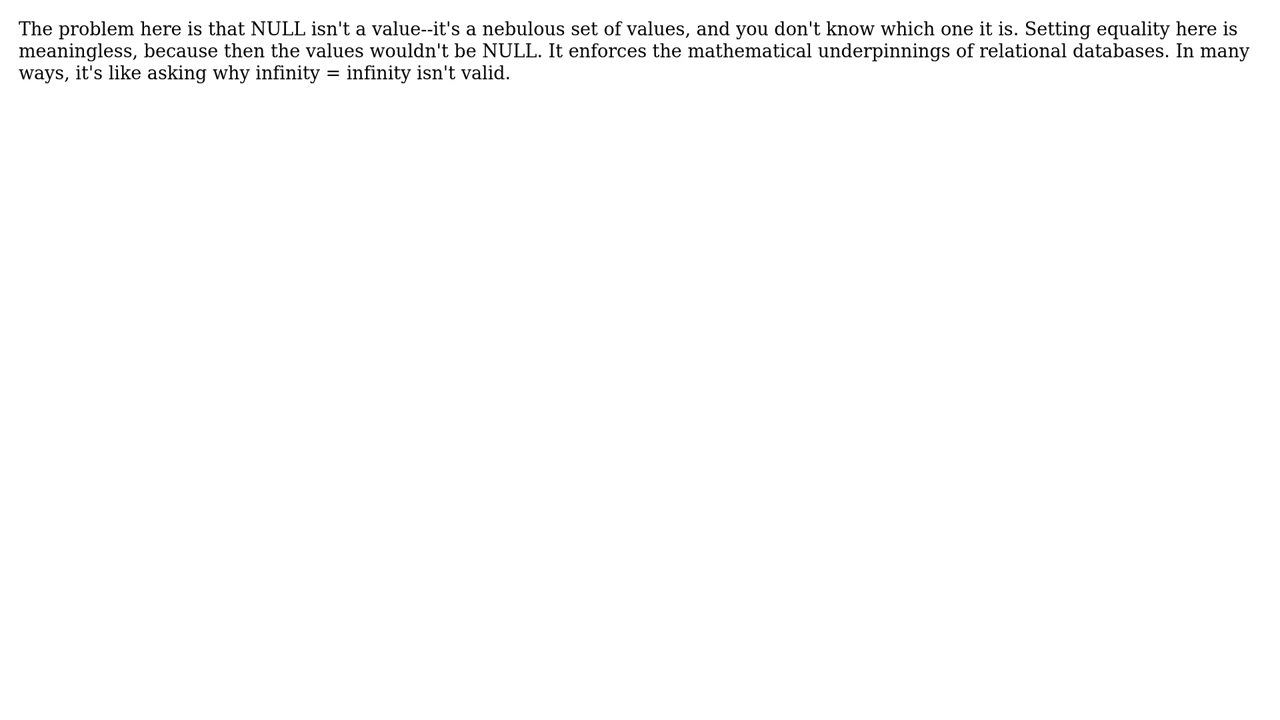 The problem here is that NULL isn't a value--it's a nebulous set of values, and you don't know which one it is. Setting equality here is
meaningless, because then the values wouldn't be NULL. It enforces the mathematical underpinnings of relational databases. In many
ways, it's like asking why infinity = infinity isn't valid.